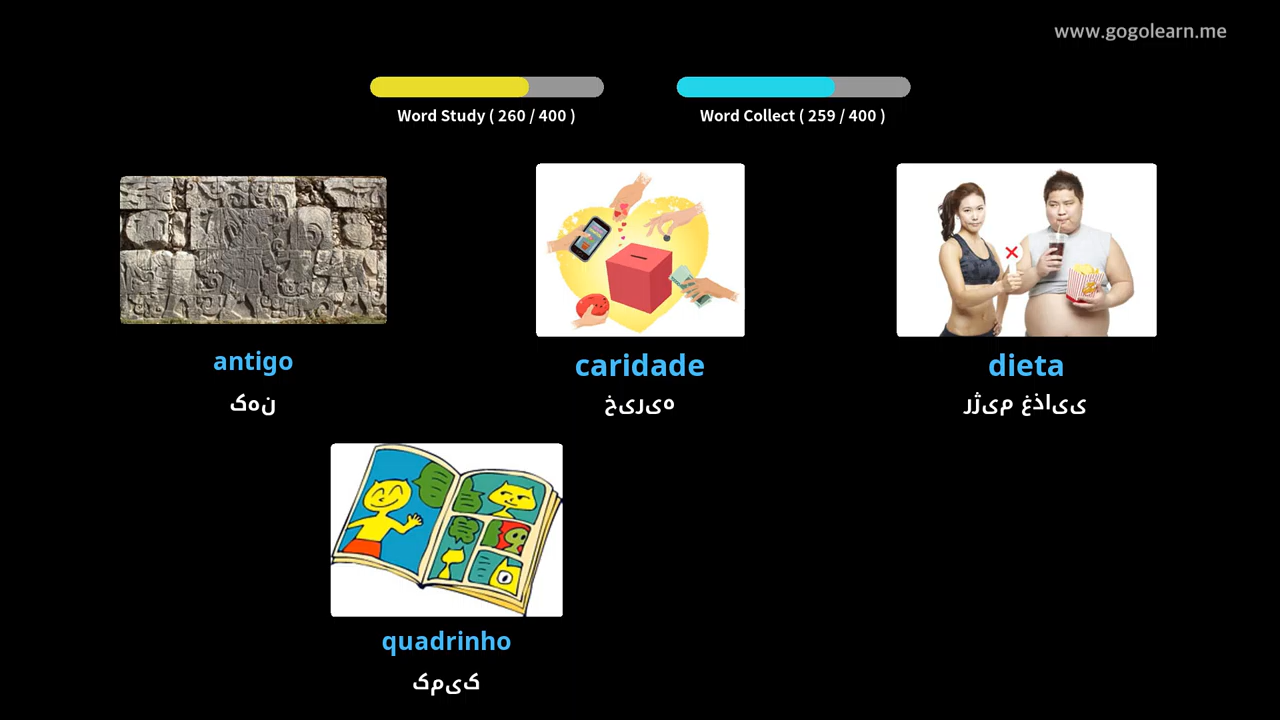 www.gogolearn.me
Word Study ( 260 / 400 )
Word Collect ( 259 / 400 )
antigo
کهن
caridade
خیریه
dieta
رژیم غذایی
quadrinho
کمیک